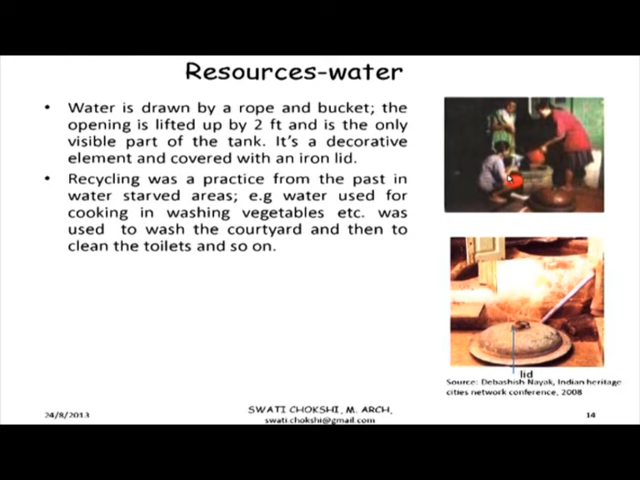 Resources-water
• Water is drawn by a rope and bucket; the
opening is lifted up by 2 ft and is the only
visible part of the tank. It's a decorative
element and covered with an iron lid.
• Recycling was a practice from the past in
water starved areas; e.g water used for
cooking in washing vegetables etc. was
used to wash the courtyard and then to
clean the toilets and so on.
lid
Source: Debashish Nayak, Indian heritage
cities network conference, 2008
24/8/2013
SWATI CHOKSHI, M. ARCH,
swati.chokshi@gmail.com
14